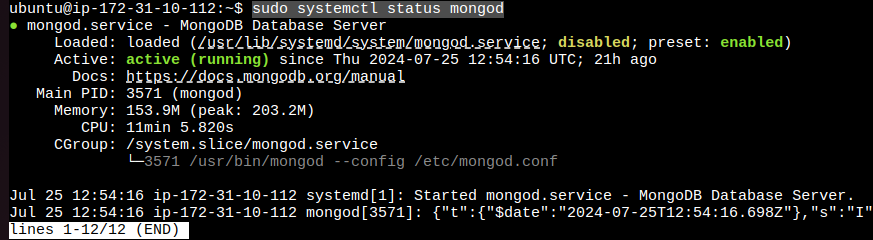 ubuntu@ip-172-31-10-112:~$ sudo systemctl status mongod
● mongod.service - MongoDB Database Server
     Loaded: loaded (/usr/lib/systemd/system/mongod.service; disabled; preset: enabled)
     Active: active (running) since Thu 2024-07-25 12:54:16 UTC; 21h ago
       Docs: https://docs.mongodb.org/manual
   Main PID: 3571 (mongod)
     Memory: 153.9M (peak: 203.2M)
        CPU: 11min 5.820s
     CGroup: /system.slice/mongod.service
             └─3571 /usr/bin/mongod --config /etc/mongod.conf

Jul 25 12:54:16 ip-172-31-10-112 systemd[1]: Started mongod.service - MongoDB Database Server.
Jul 25 12:54:16 ip-172-31-10-112 mongod[3571]: {"t":{"$date":"2024-07-25T12:54:16.698Z"},"s":"I"
lines 1-12/12 (END)